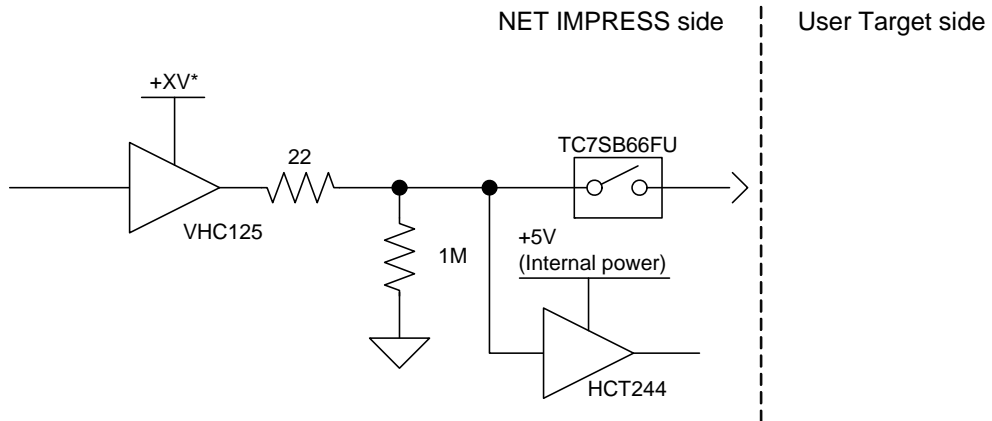 NET IMPRESS side
User Target side
+XV*
22
TC7SB66FU
VHC125
1M
+5V
(Internal power)
HCT244